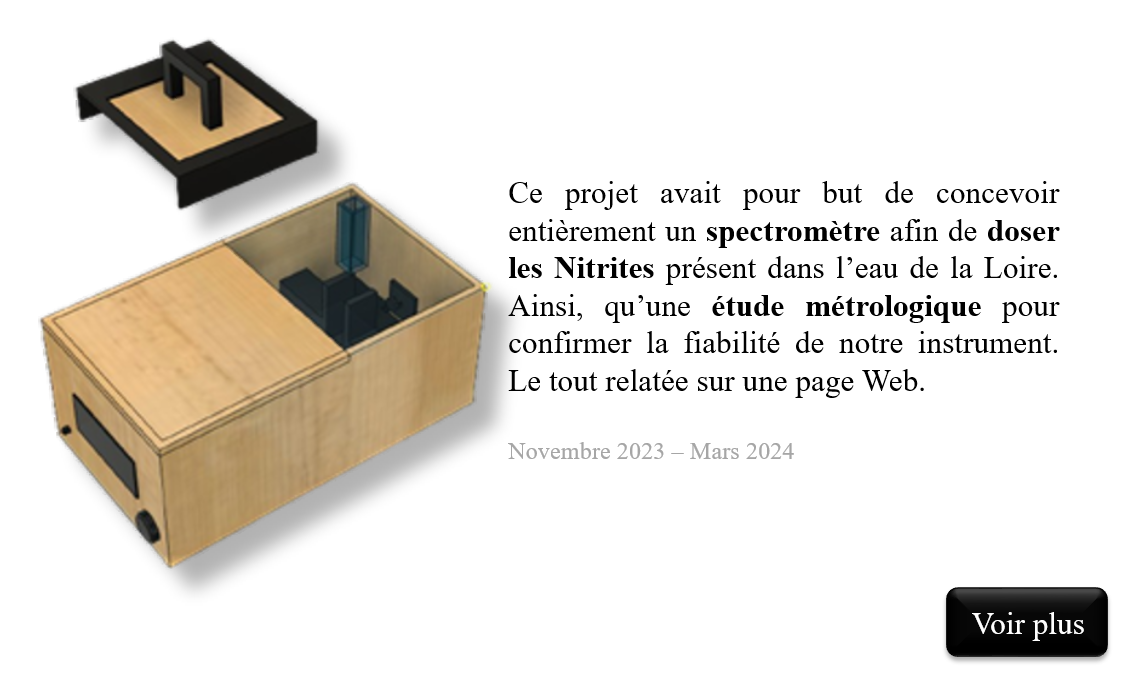 Ce projet avait pour but de concevoir
entièrement un spectromètre afin de doser
les Nitrites présent dans l’eau de la Loire.
Ainsi, qu’une étude métrologique pour
confirmer la fiabilité de notre instrument.
Le tout relatée sur une page Web.
Novembre 2023 – Mars 2024
Voir plus